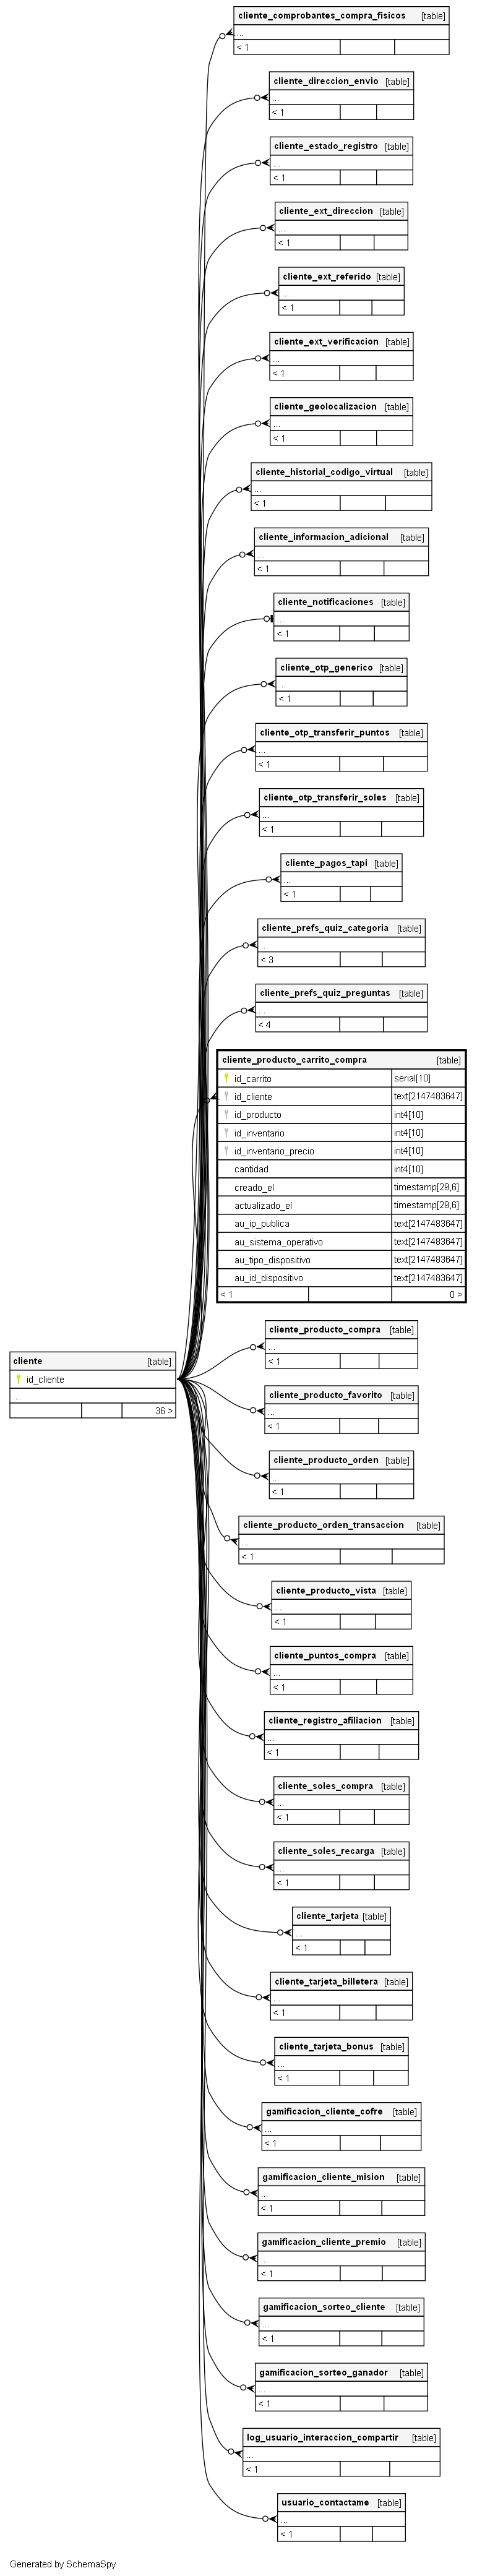 cliente_comprobantes_compra_fisicos [table]
...
< 1
cliente_direccion_envio [table]
...
< 1
cliente_estado_registro [table]
...
< 1
cliente_ext_direccion [table]
...
< 1
cliente_ext_referido [table]
...
< 1
cliente_ext_verificacion [table]
...
< 1
cliente_geolocalizacion [table]
...
< 1
cliente_historial_codigo_virtual [table]
...
< 1
cliente_informacion_adicional [table]
...
< 1
cliente_notificaciones [table]
...
< 1
cliente_otp_generico [table]
...
< 1
cliente_otp_transferir_puntos [table]
...
< 1
cliente_otp_transferir_soles [table]
...
< 1
cliente_pagos_tapi [table]
...
< 1
cliente_prefs_quiz_categoria [table]
...
< 3
cliente_prefs_quiz_preguntas [table]
...
< 4
cliente_producto_carrito_compra [table]
id_carrito serial[10]
id_cliente text[2147483647]
id_producto int4[10]
id_inventario int4[10]
id_inventario_precio int4[10]
cantidad int4[10]
creado_el timestamp[29,6]
actualizado_el timestamp[29,6]
au_ip_publica text[2147483647]
au_sistema_operativo text[2147483647]
au_tipo_dispositivo text[2147483647]
au_id_dispositivo text[2147483647]
< 1 0 >
cliente_producto_compra [table]
...
< 1
cliente [table]
id_cliente
...
36 >
cliente_producto_favorito [table]
...
< 1
cliente_producto_orden [table]
...
< 1
cliente_producto_orden_transaccion [table]
...
< 1
cliente_producto_vista [table]
...
< 1
cliente_puntos_compra [table]
...
< 1
cliente_registro_afiliacion [table]
...
< 1
cliente_soles_compra [table]
...
< 1
cliente_soles_recarga [table]
...
< 1
cliente_tarjeta [table]
...
< 1
cliente_tarjeta_billetera [table]
...
< 1
cliente_tarjeta_bonus [table]
...
< 1
gamificacion_cliente_cofre [table]
...
< 1
gamificacion_cliente_mision [table]
...
< 1
gamificacion_cliente_premio [table]
...
< 1
gamificacion_sorteo_cliente [table]
...
< 1
gamificacion_sorteo_ganador [table]
...
< 1
log_usuario_interaccion_compartir [table]
...
< 1
usuario_contactame [table]
...
< 1
Generated by SchemaSpy